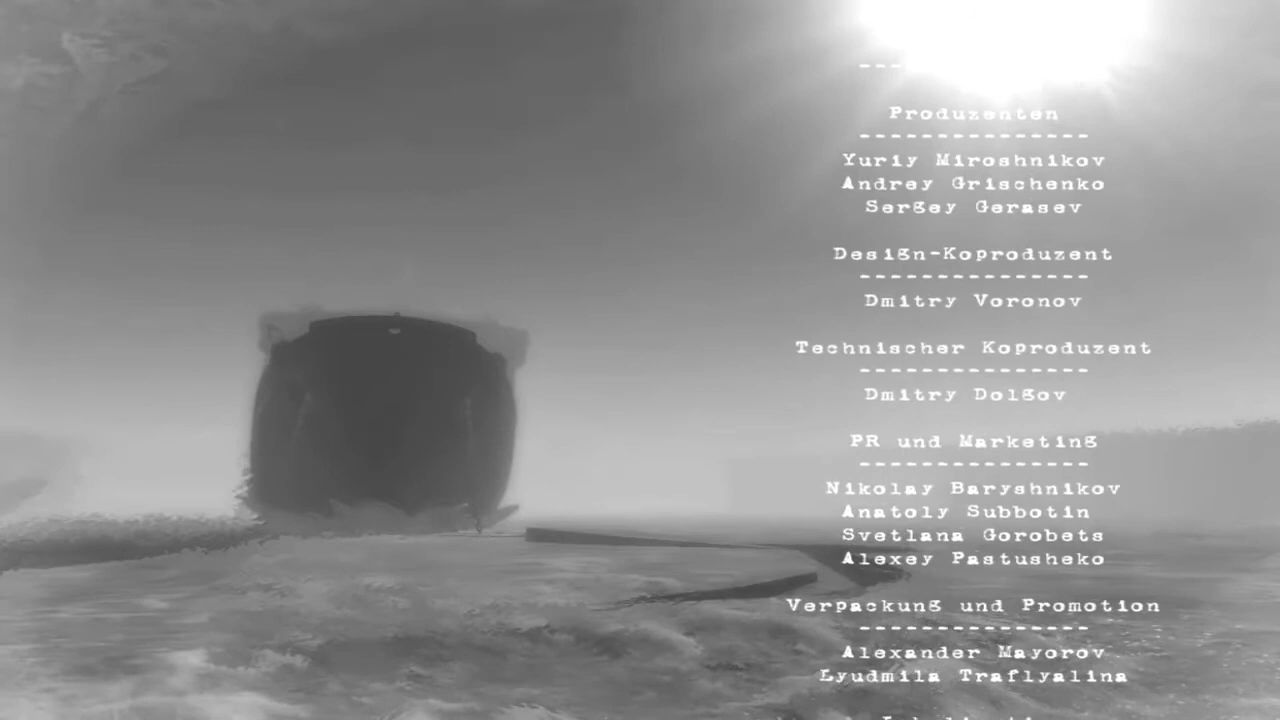 Produzenten
---------------
Yuriy Miroshnikov
Andrey Grischenko
Sergey Gerasev
Design-Koproduzent
---------------
Dmitry Voronov
Technischer Koproduzent
---------------
Dmitry Dolgov
PR und Marketing
---------------
Nikolay Baryshnikov
Anatoly Subbotin
Svetlana Gorobets
Alexey Pastusheko
Verpackung und Promotion
---------------
Alexander Mayorov
Lyudmila Traflyalina